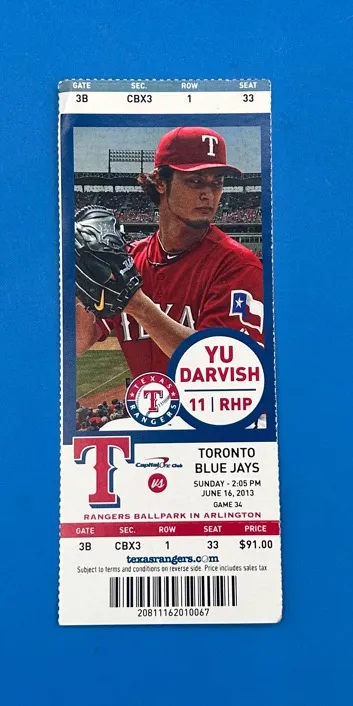 GATE SEC. ROW SEAT
3B CBX3 1 33
T
TEXAS
YU
DARVISH
11 | RHP
TEXAS
T
RANGERS
T
Capital One Club
vs
TORONTO
BLUE JAYS
SUNDAY - 2:05 PM
JUNE 16, 2013
GAME 34
RANGERS BALLPARK IN ARLINGTON
GATE SEC. ROW SEAT PRICE
3B CBX3 1 33 $91.00
texasrangers.com
Subject to terms and conditions on reverse side. Price includes sales tax
20811162010067